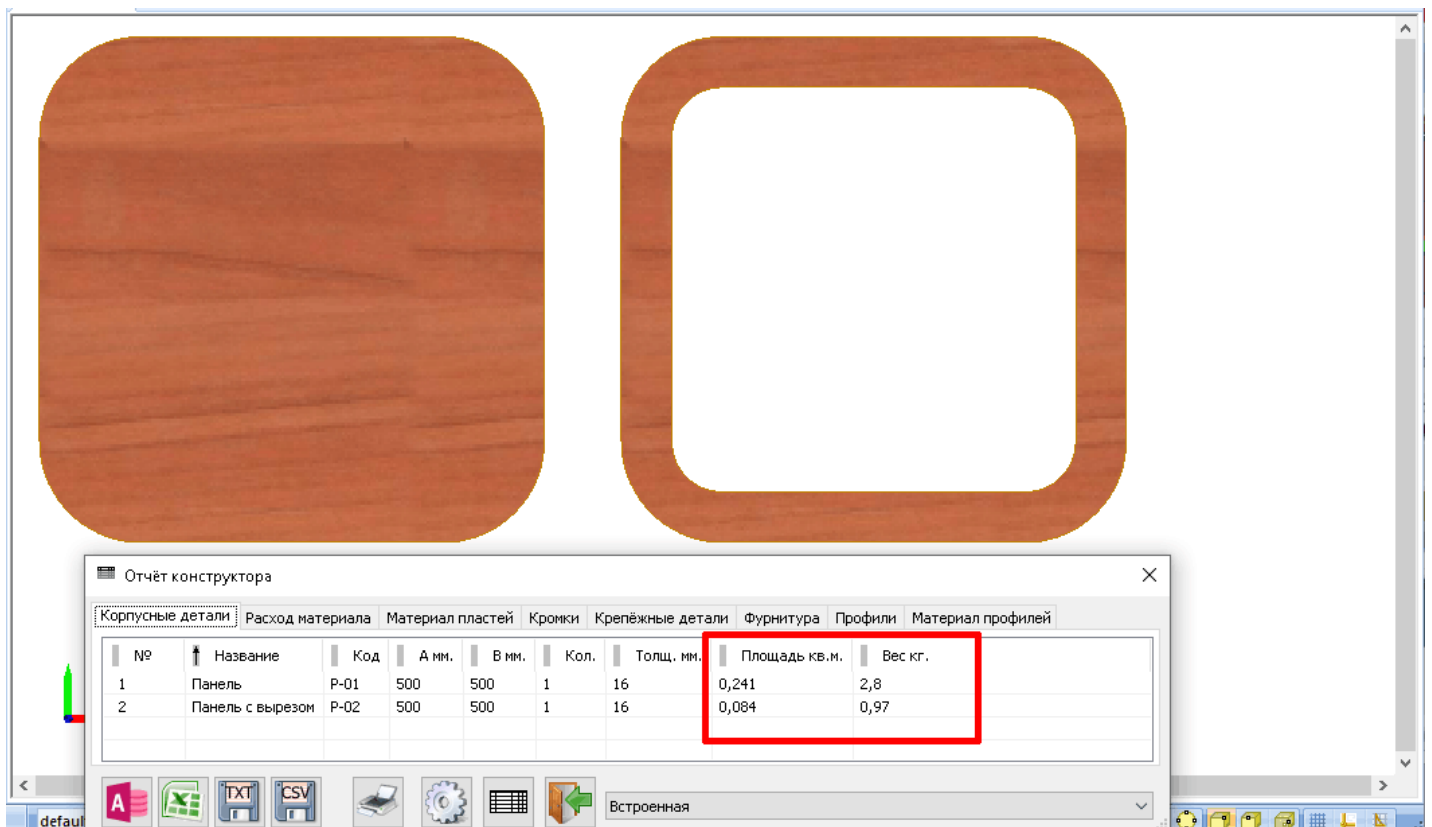 Отчёт конструктора
Корпусные детали Расход материала Материал пластей Кромки Крепёжные детали Фурнитура Профили Материал профилей
№ Название Код A мм. B мм. Кол. Толщ. мм. Площадь кв.м. Вес кг.
1 Панель P-01 500 500 1 16 0,241 2,8
2 Панель с вырезом P-02 500 500 1 16 0,084 0,97
A TXT CSV Встроенная
defaul